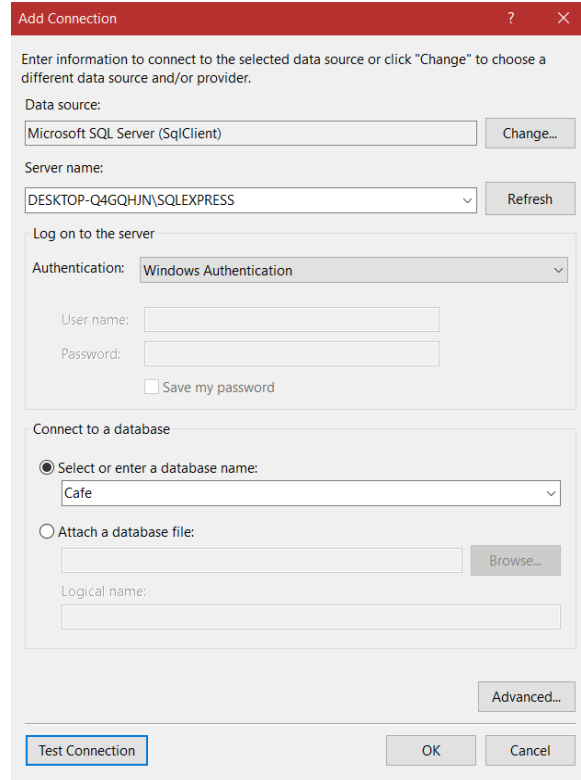 Add Connection
Enter information to connect to the selected data source or click "Change" to choose a
different data source and/or provider.
Data source:
Microsoft SQL Server (SqlClient)
Change...
Server name:
DESKTOP-Q4GQHJN\SQLEXPRESS
Refresh
Log on to the server
Authentication:
Windows Authentication
User name:
Password:
Save my password
Connect to a database
Select or enter a database name:
Cafe
Attach a database file:
Browse...
Logical name:
Advanced...
Test Connection
OK
Cancel